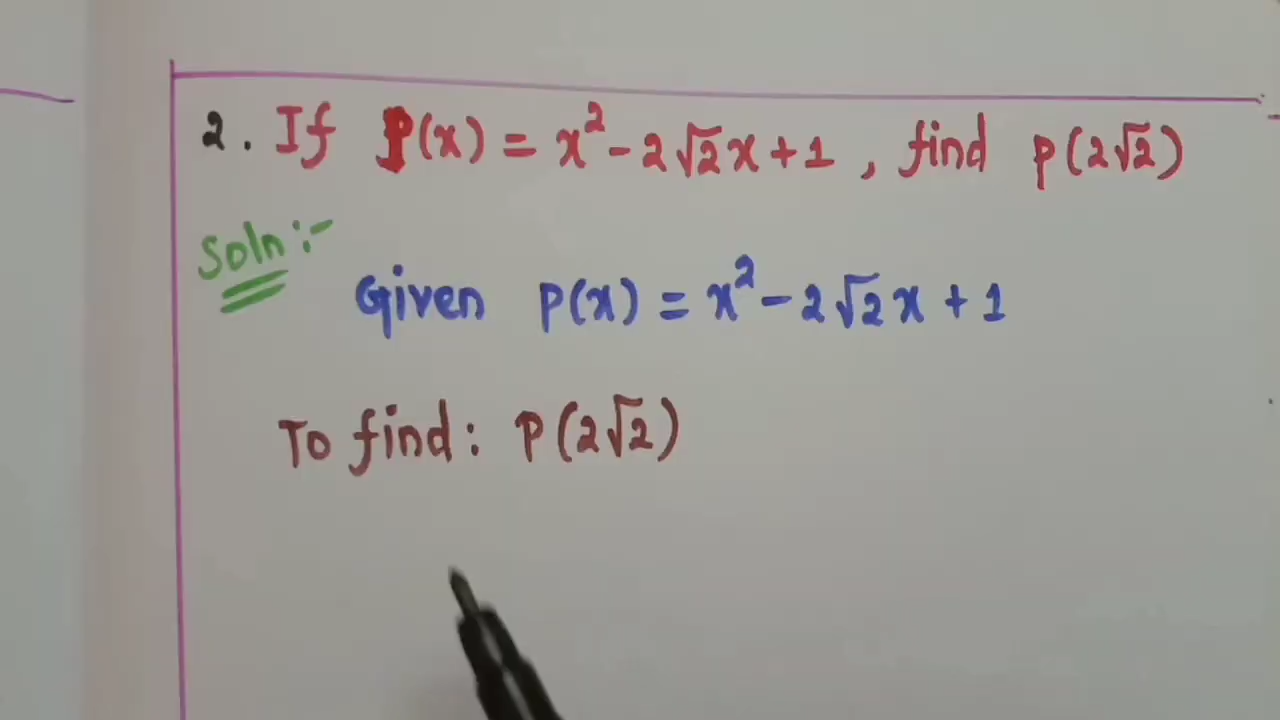 2. If P(x) = x² - 2√2x + 1, find p(2√2)
Soln:-
Given p(x) = x² - 2√2x + 1
To find: p(2√2)